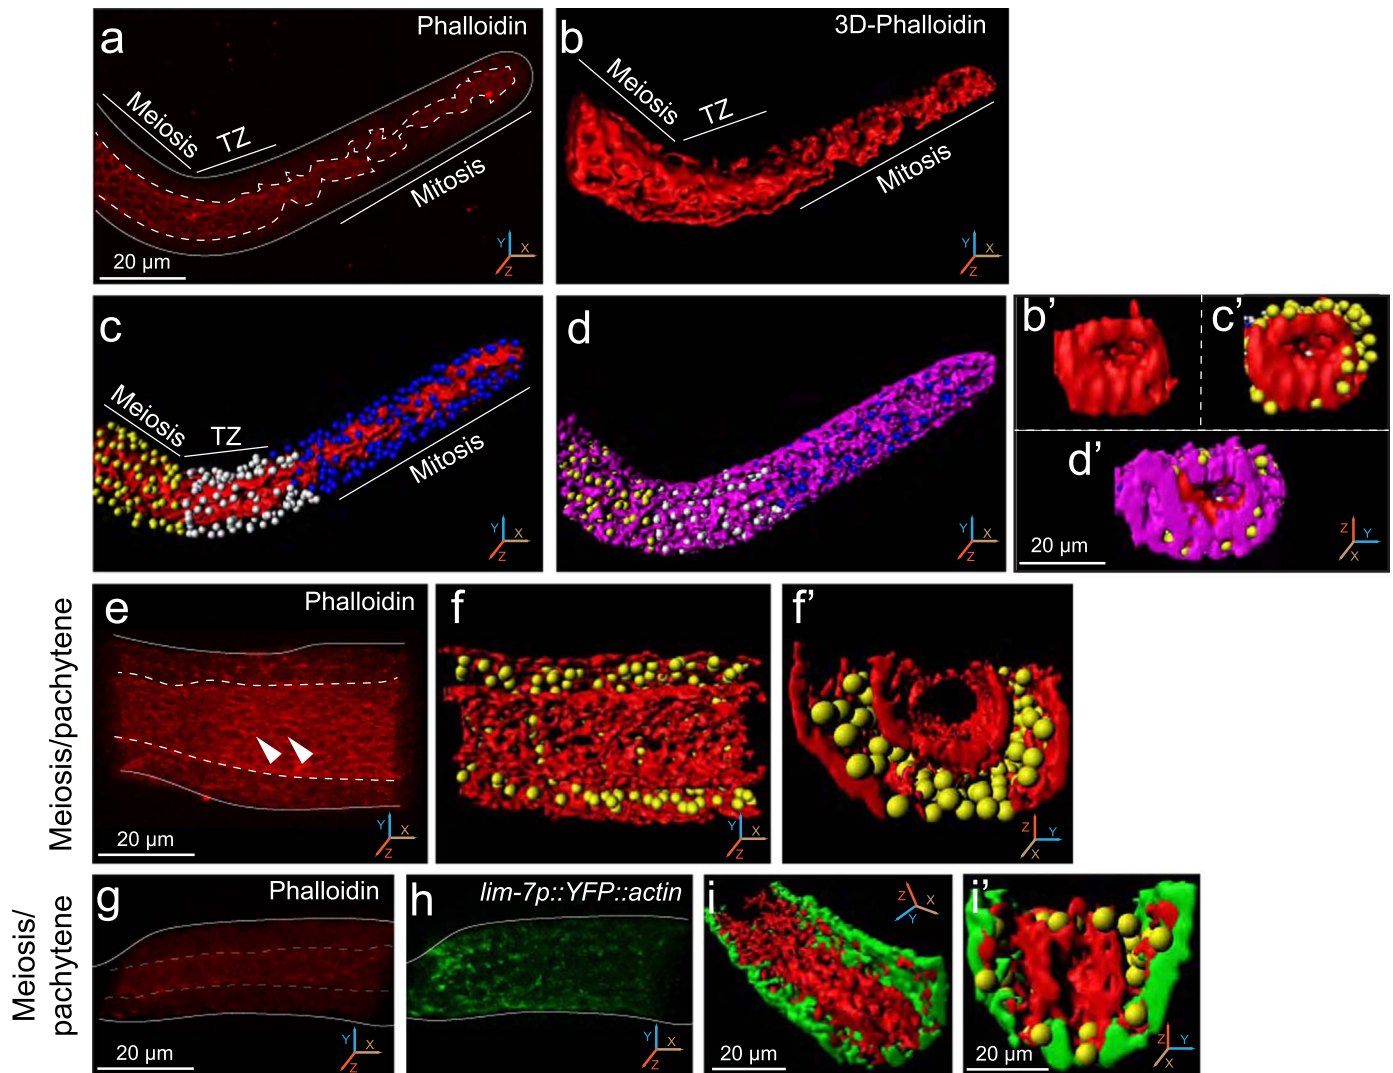 a
Phalloidin
Meiosis
TZ
Mitosis
20 µm
Y
X
Z
b
3D-Phalloidin
Meiosis
TZ
Mitosis
Y
X
Z
c
Meiosis
TZ
Mitosis
Y
X
Z
d
Y
X
Z
b’
c’
d’
20 µm
Z
Y
X
Meiosis/pachytene
e
Phalloidin
20 µm
Y
X
Z
f
Y
X
Z
f’
Z
Y
X
Meiosis/
pachytene
g
Phalloidin
20 µm
Y
X
Z
h
lim-7p::YFP::actin
Y
X
Z
i
Z
X
Y
20 µm
i’
20 µm
Z
Y
X